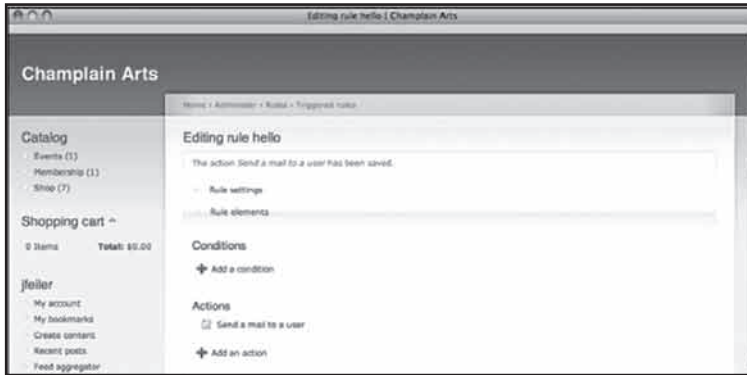 Editing rule hello | Champlain Arts
Champlain Arts
Home › Administer › Rules › Triggered rules
Catalog
Events (1)
Membership (1)
Shop (7)
Shopping cart ^
0 Items Total: $0.00
jfeiler
My account
My bookmarks
Create content
Recent posts
Feed aggregator
Editing rule hello
The action Send a mail to a user has been saved.
Rule settings
Rule elements
Conditions
Add a condition
Actions
Send a mail to a user
Add an action